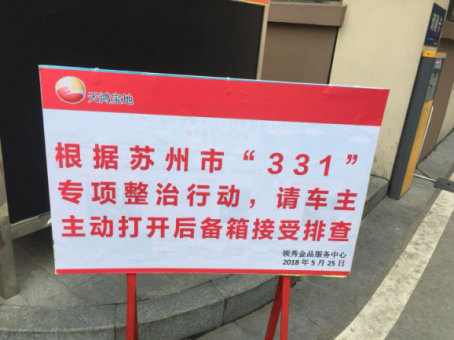 天鸿宝地
根据苏州市“331”
专项整治行动，请车主
主动打开后备箱接受排查
领秀金品服务中心
2018年5月25日